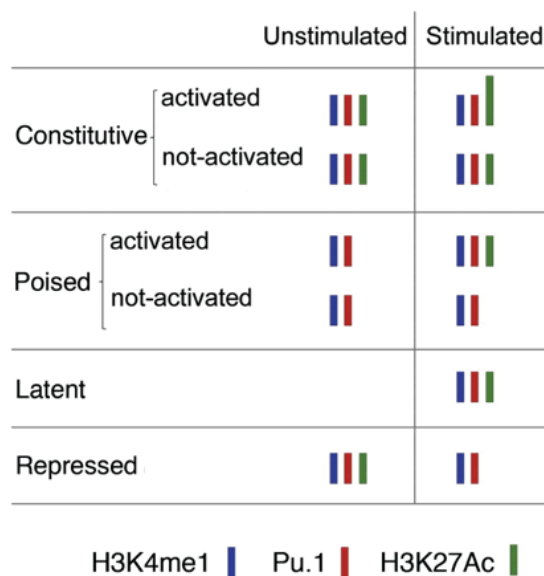 Unstimulated Stimulated
activated
Constitutive
not-activated
activated
Poised
not-activated
Latent
Repressed
H3K4me1 Pu.1 H3K27Ac